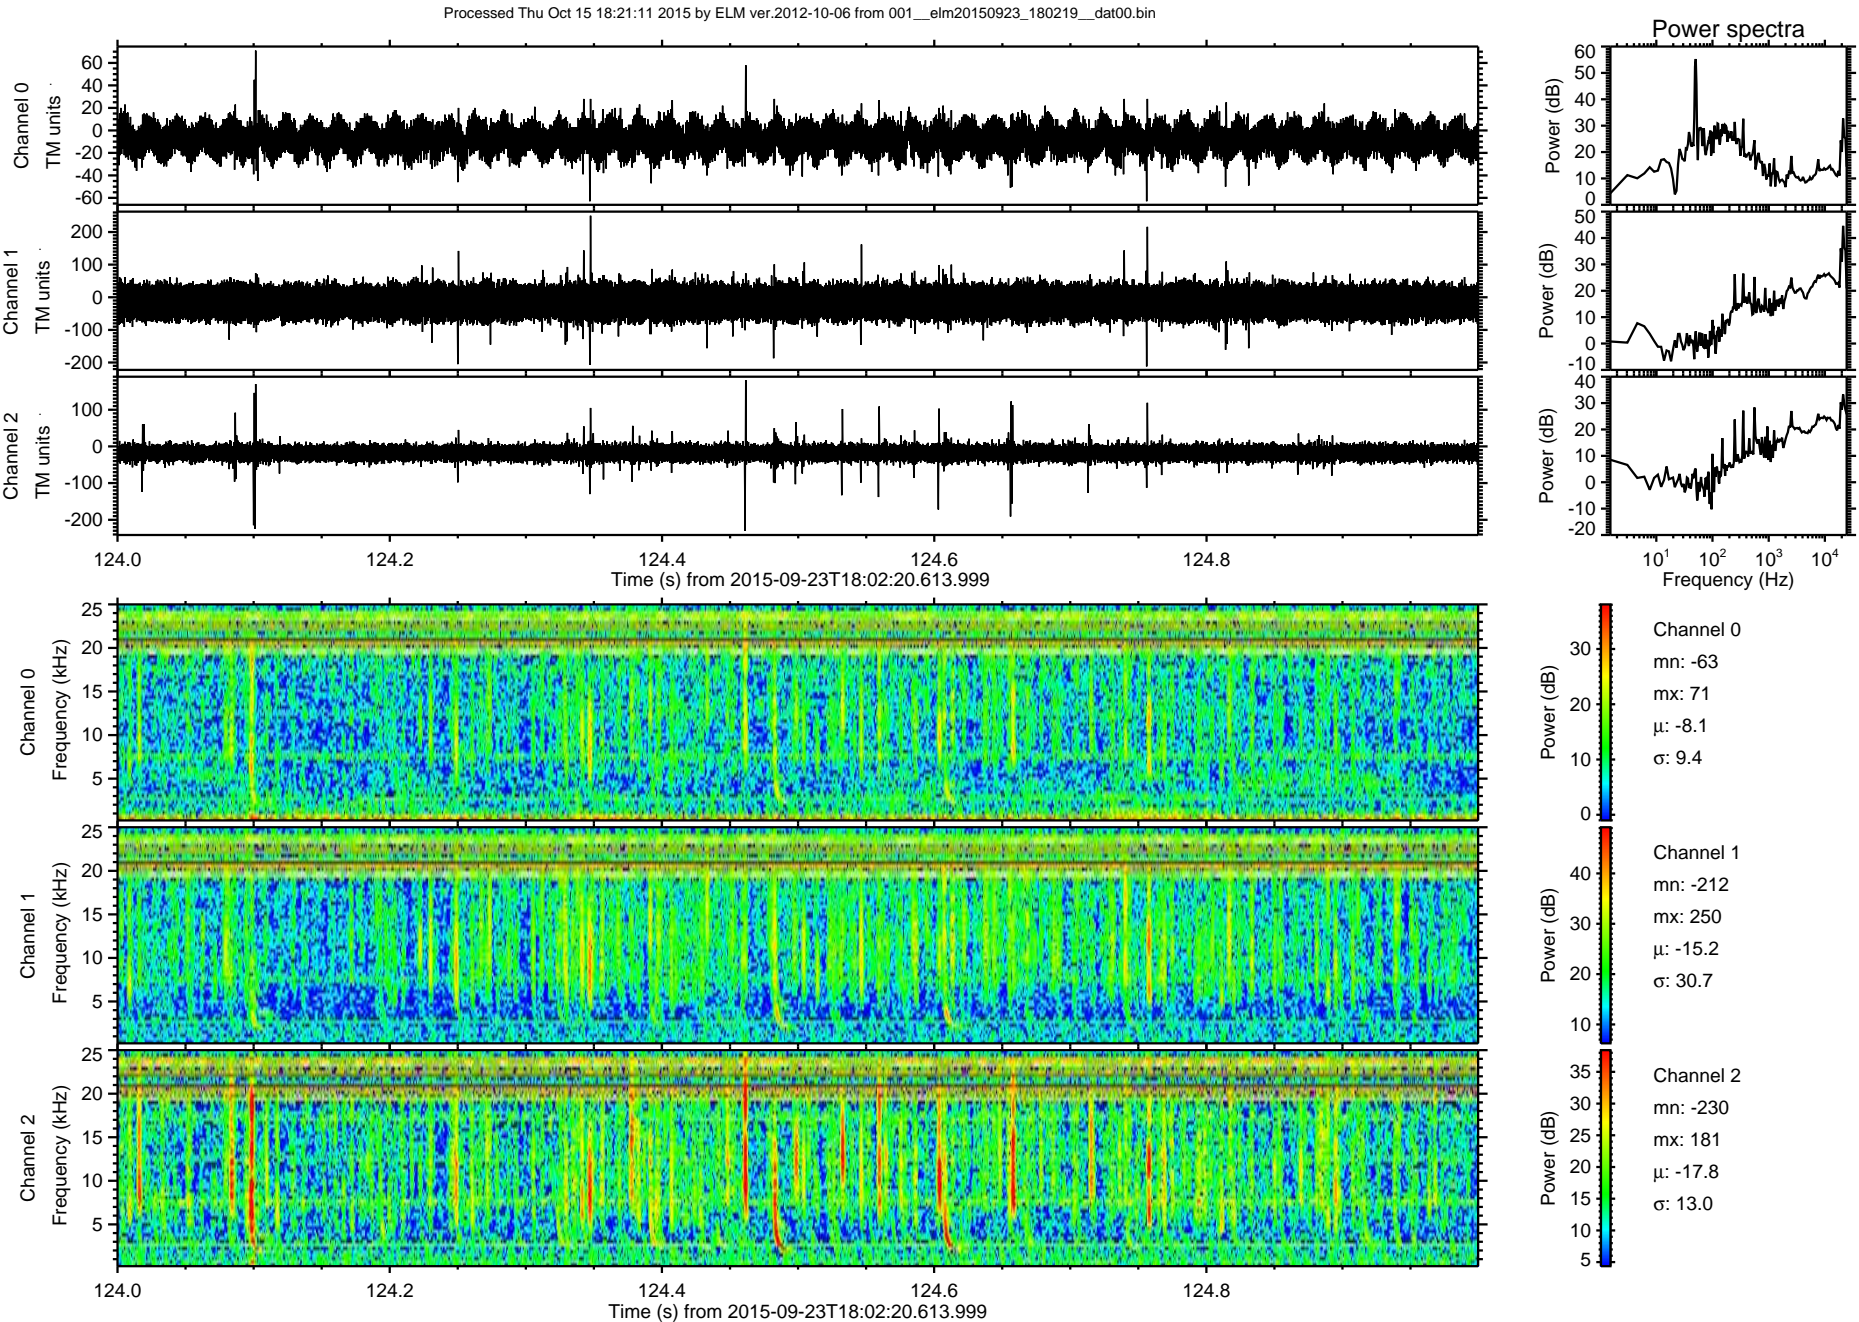 Processed Thu Oct 15 18:21:11 2015 by ELM ver.2012-10-06 from 001__elm20150923_180219__dat00.bin
Power spectra
Channel 0
TM units
60
40
20
0
-20
-40
-60
Power (dB)
60
50
40
30
20
10
0
Channel 1
TM units
200
100
0
-100
-200
Power (dB)
50
40
30
20
10
0
-10
Channel 2
TM units
100
0
-100
-200
Power (dB)
40
30
20
10
0
-10
-20
124.0 124.2 124.4 124.6 124.8
Time (s) from 2015-09-23T18:02:20.613.999
10¹ 10² 10³ 10⁴
Frequency (Hz)
Channel 0
Frequency (kHz)
25
20
15
10
5
Power (dB)
30
20
10
0
Channel 0
mn: -63
mx: 71
μ: -8.1
σ: 9.4
Channel 1
Frequency (kHz)
25
20
15
10
5
Power (dB)
40
30
20
10
Channel 1
mn: -212
mx: 250
μ: -15.2
σ: 30.7
Channel 2
Frequency (kHz)
25
20
15
10
5
Power (dB)
35
30
25
20
15
10
5
Channel 2
mn: -230
mx: 181
μ: -17.8
σ: 13.0
124.0 124.2 124.4 124.6 124.8
Time (s) from 2015-09-23T18:02:20.613.999